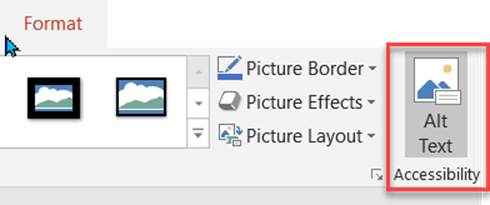 Format
Picture Border
Picture Effects
Picture Layout
Alt
Text
Accessibility